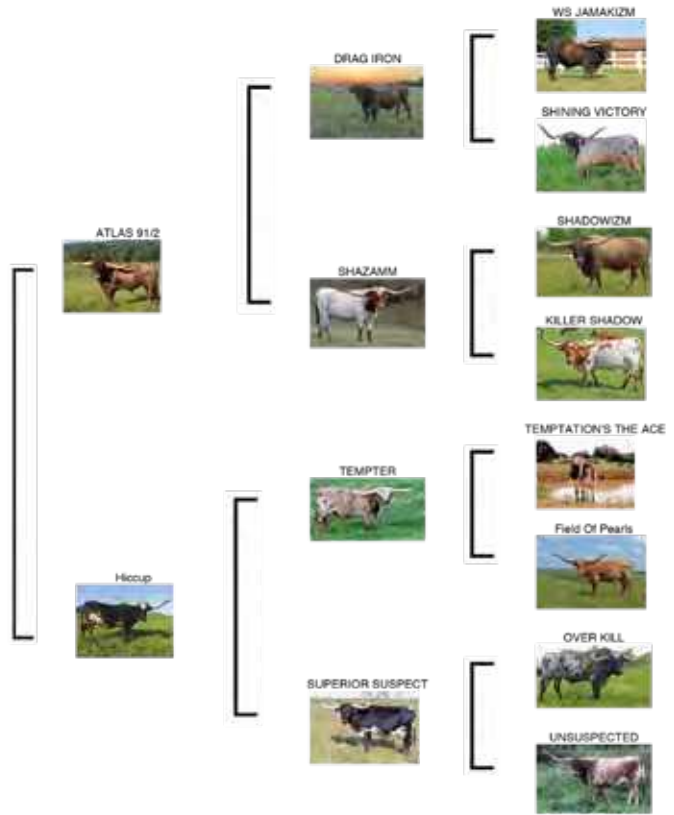 WS JAMAKIZM
DRAG IRON
SHINING VICTORY
ATLAS 91/2
SHADOWIZM
SHAZAMM
KILLER SHADOW
TEMPTATION'S THE ACE
TEMPTER
Field Of Pearls
Hiccup
OVER KILL
SUPERIOR SUSPECT
UNSUSPECTED